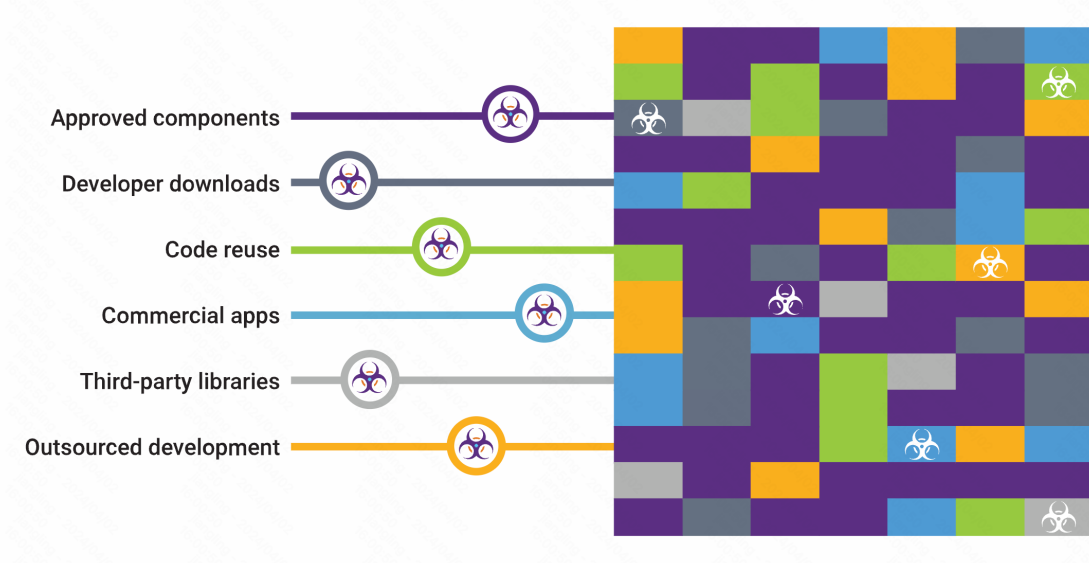 Approved components
Developer downloads
Code reuse
Commercial apps
Third-party libraries
Outsourced development